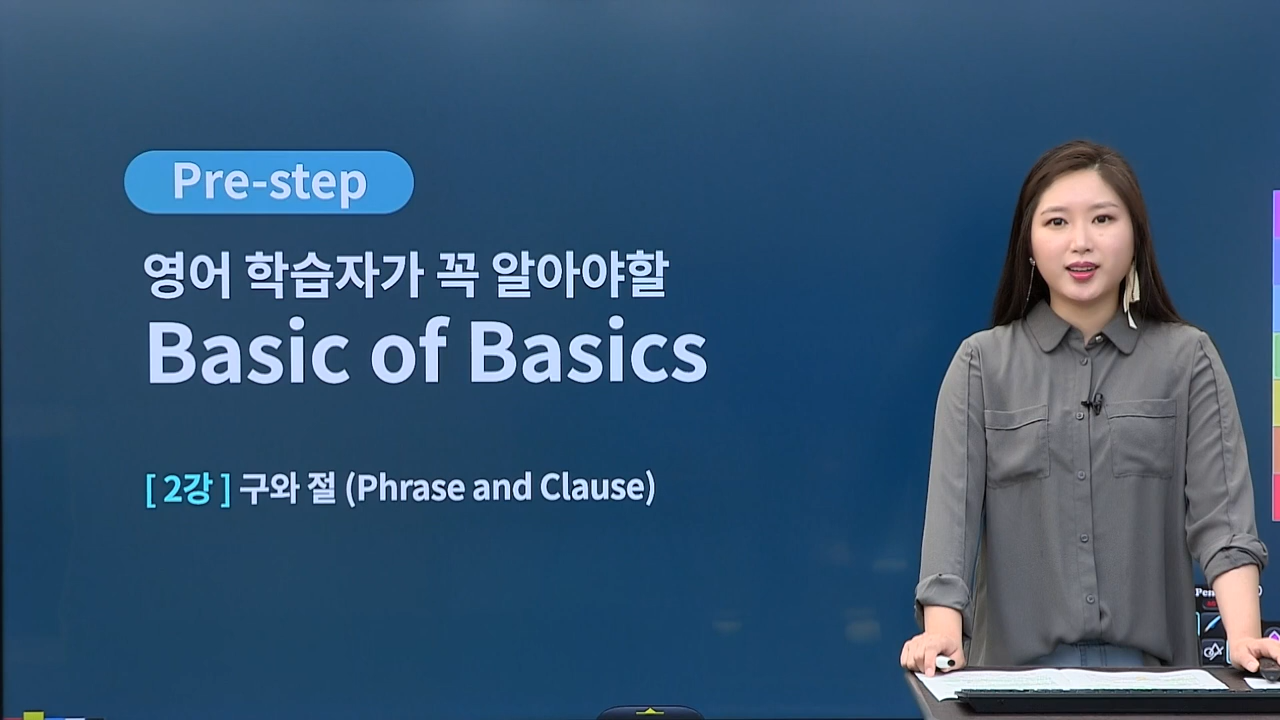 Pre-step
영어 학습자가 꼭 알아야할
Basic of Basics
[ 2강 ] 구와 절 (Phrase and Clause)